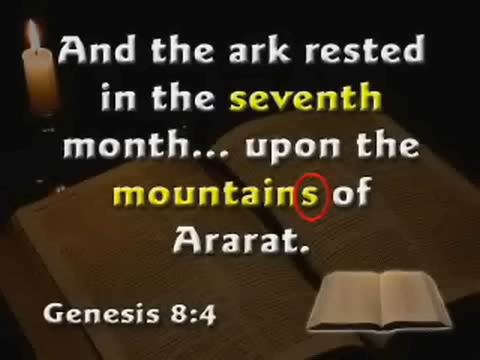 And the ark rested
in the seventh
month... upon the
mountains of
Ararat.
Genesis 8:4